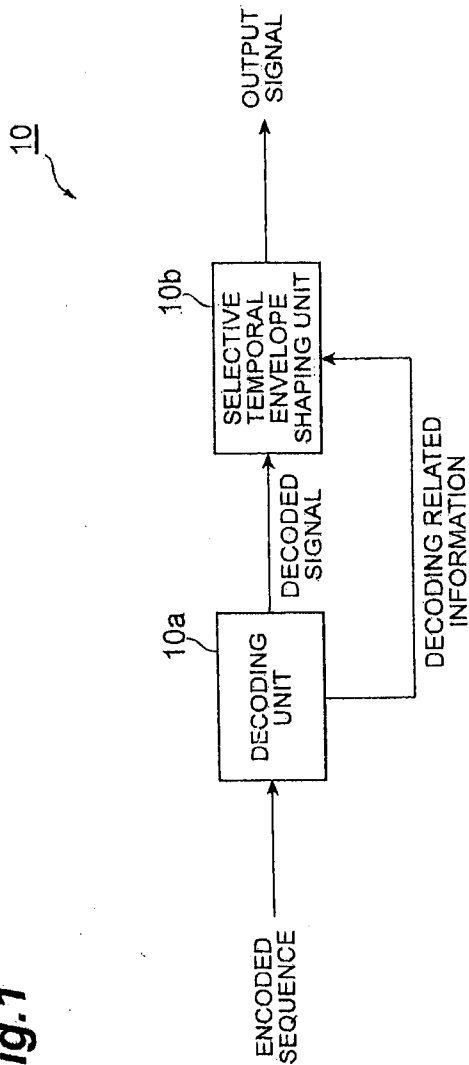 ig.1
10
ENCODED
SEQUENCE
10a
DECODING
UNIT
DECODED
SIGNAL
10b
SELECTIVE
TEMPORAL
ENVELOPE
SHAPING UNIT
OUTPUT
SIGNAL
DECODING RELATED
INFORMATION